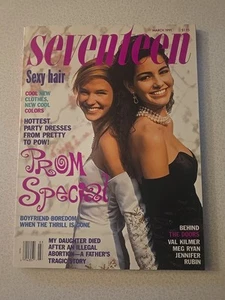 seventeen
Sexy hair
COOL NEW
CLOTHES,
NEW COOL
COLORS
HOTTEST
PARTY DRESSES
FROM PRETTY
TO POW!
PROM
Special
BOYFRIEND BOREDOM
WHEN THE THRILL IS GONE
MY DAUGHTER DIED
AFTER AN ILLEGAL
ABORTION—A FATHER'S
TRAGIC STORY
BEHIND
THE DOORS
VAL KILMER
MEG RYAN
JENNIFER
RUBIN